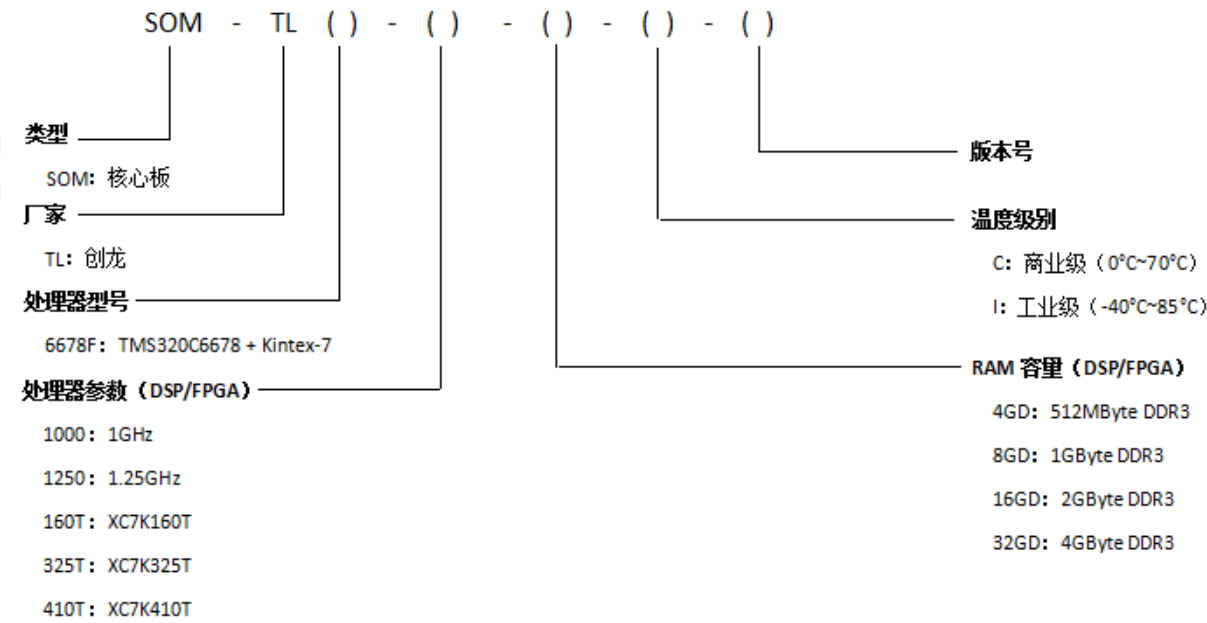 SOM - TL ( ) - ( ) - ( ) - ( ) - ( )
类型
SOM：核心板
厂家
TL：创龙
处理器型号
6678F：TMS320C6678 + Kintex-7
处理器参数（DSP/FPGA）
1000：1GHz
1250：1.25GHz
160T：XC7K160T
325T：XC7K325T
410T：XC7K410T
版本号
温度级别
C：商业级（0°C~70°C）
I：工业级（-40°C~85°C）
RAM 容量（DSP/FPGA）
4GD：512MByte DDR3
8GD：1GByte DDR3
16GD：2GByte DDR3
32GD：4GByte DDR3